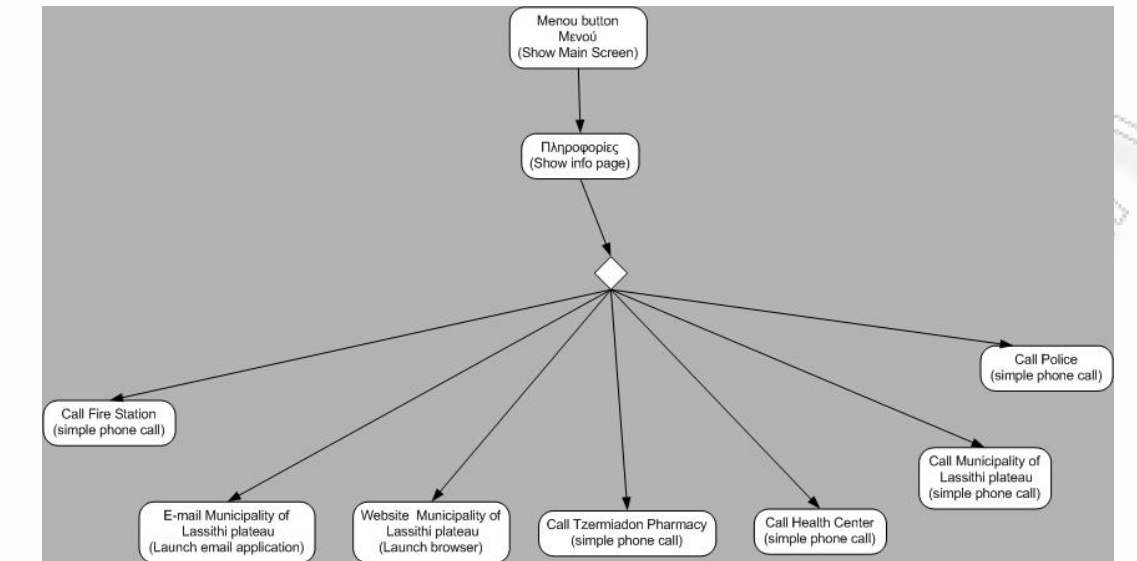 Menou button
Μενού
(Show Main Screen)
Πληροφορίες
(Show info page)
Call Police
(simple phone call)
Call Fire Station
(simple phone call)
Call Municipality of
Lassithi plateau
(simple phone call)
E-mail Municipality of
Lassithi plateau
(Launch email application)
Website Municipality of
Lassithi plateau
(Launch browser)
Call Tzermiadon Pharmacy
(simple phone call)
Call Health Center
(simple phone call)